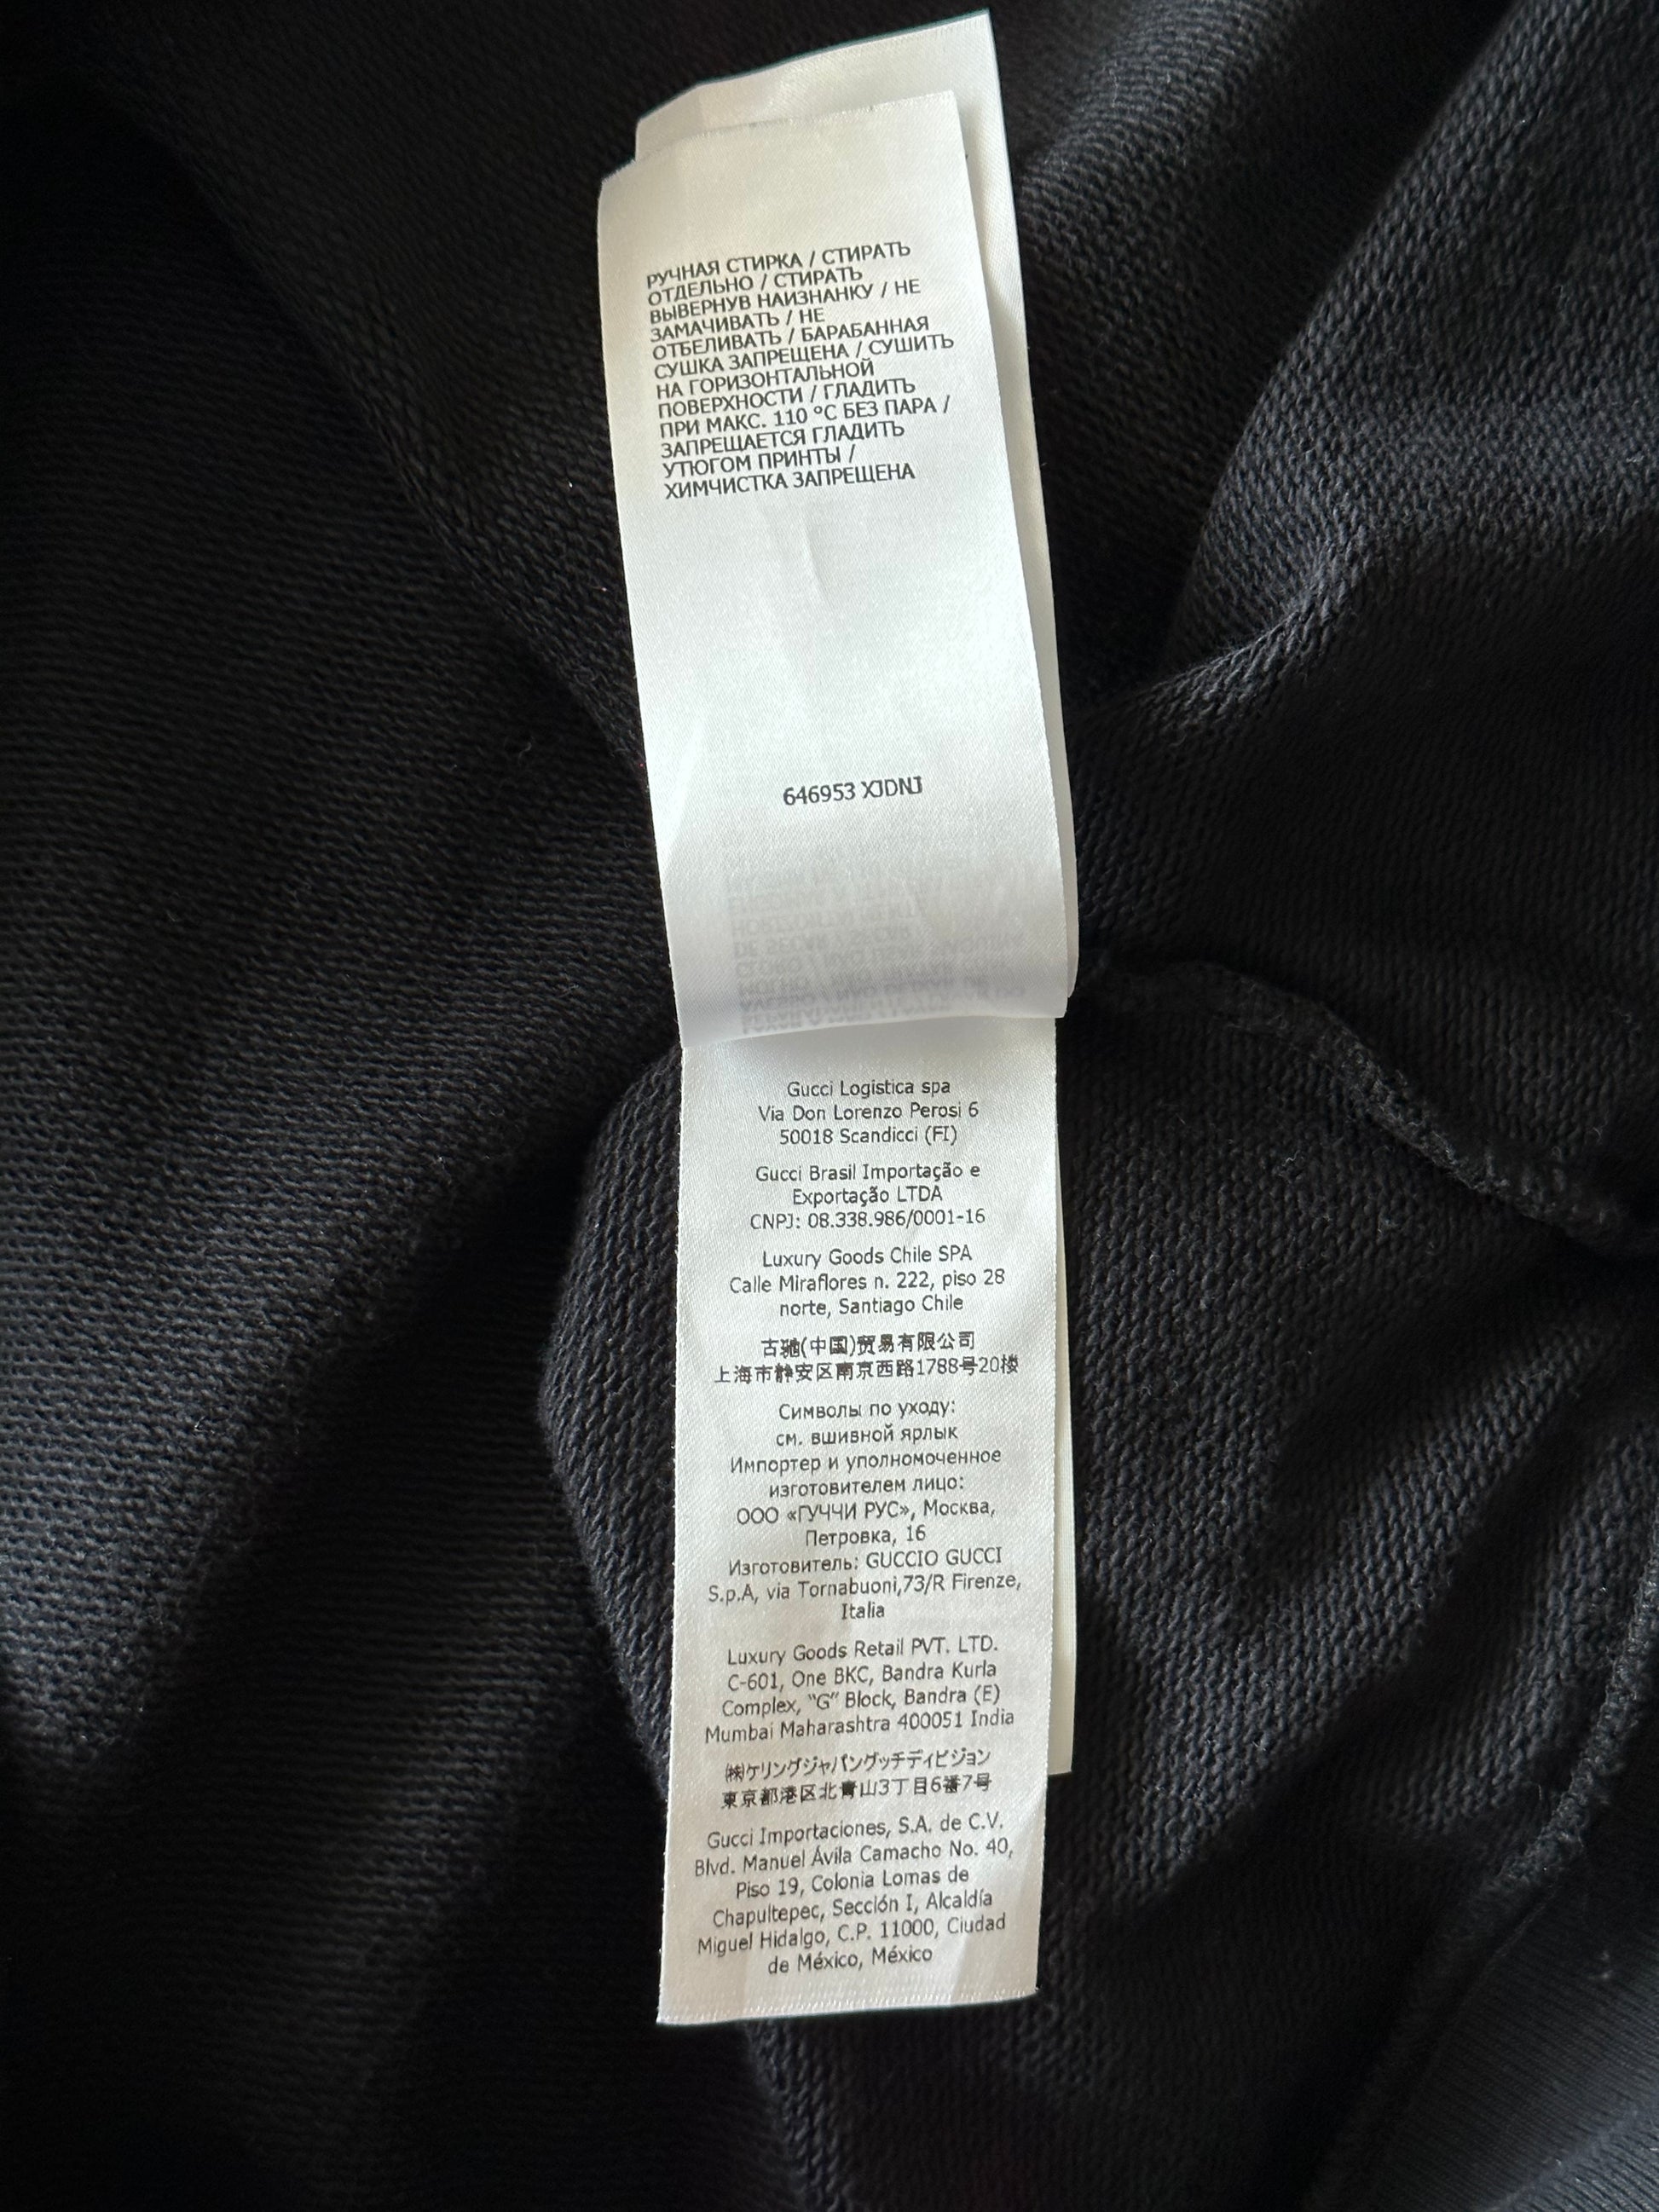 РУЧНАЯ СТИРКА / СТИРАТЬ
ОТДЕЛЬНО / СТИРАТЬ
ВЫВЕРНУВ НАИЗНАНКУ / НЕ
ЗАМАЧИВАТЬ / НЕ
ОТБЕЛИВАТЬ / БАРАБАННАЯ
СУШКА ЗАПРЕЩЕНА / СУШИТЬ
НА ГОРИЗОНТАЛЬНОЙ
ПОВЕРХНОСТИ / ГЛАДИТЬ
ПРИ МАКС. 110 °C БЕЗ ПАРА /
ЗАПРЕЩАЕТСЯ ГЛАДИТЬ
УТЮГОМ ПРИНТЫ /
ХИМЧИСТКА ЗАПРЕЩЕНА
646953 XJDNJ
Gucci Logistica spa
Via Don Lorenzo Perosi 6
50018 Scandicci (FI)
Gucci Brasil Importação e
Exportação LTDA
CNPJ: 08.338.986/0001-16
Luxury Goods Chile SPA
Calle Miraflores n. 222, piso 28
norte, Santiago Chile
古驰(中国)贸易有限公司
上海市静安区南京西路1788号20楼
Символы по уходу:
см. вшивной ярлык
Импортер и уполномоченное
изготовителем лицо:
ООО «ГУЧЧИ РУС», Москва,
Петровка, 16
Изготовитель: GUCCIO GUCCI
S.p.A, via Tornabuoni,73/R Firenze,
Italia
Luxury Goods Retail PVT. LTD.
C-601, One BKC, Bandra Kurla
Complex, "G" Block, Bandra (E)
Mumbai Maharashtra 400051 India
㈱ケリングジャパングッチディビジョン
東京都港区北青山3丁目6番7号
Gucci Importaciones, S.A. de C.V.
Blvd. Manuel Ávila Camacho No. 40,
Piso 19, Colonia Lomas de
Chapultepec, Sección I, Alcaldía
Miguel Hidalgo, C.P. 11000, Ciudad
de México, México